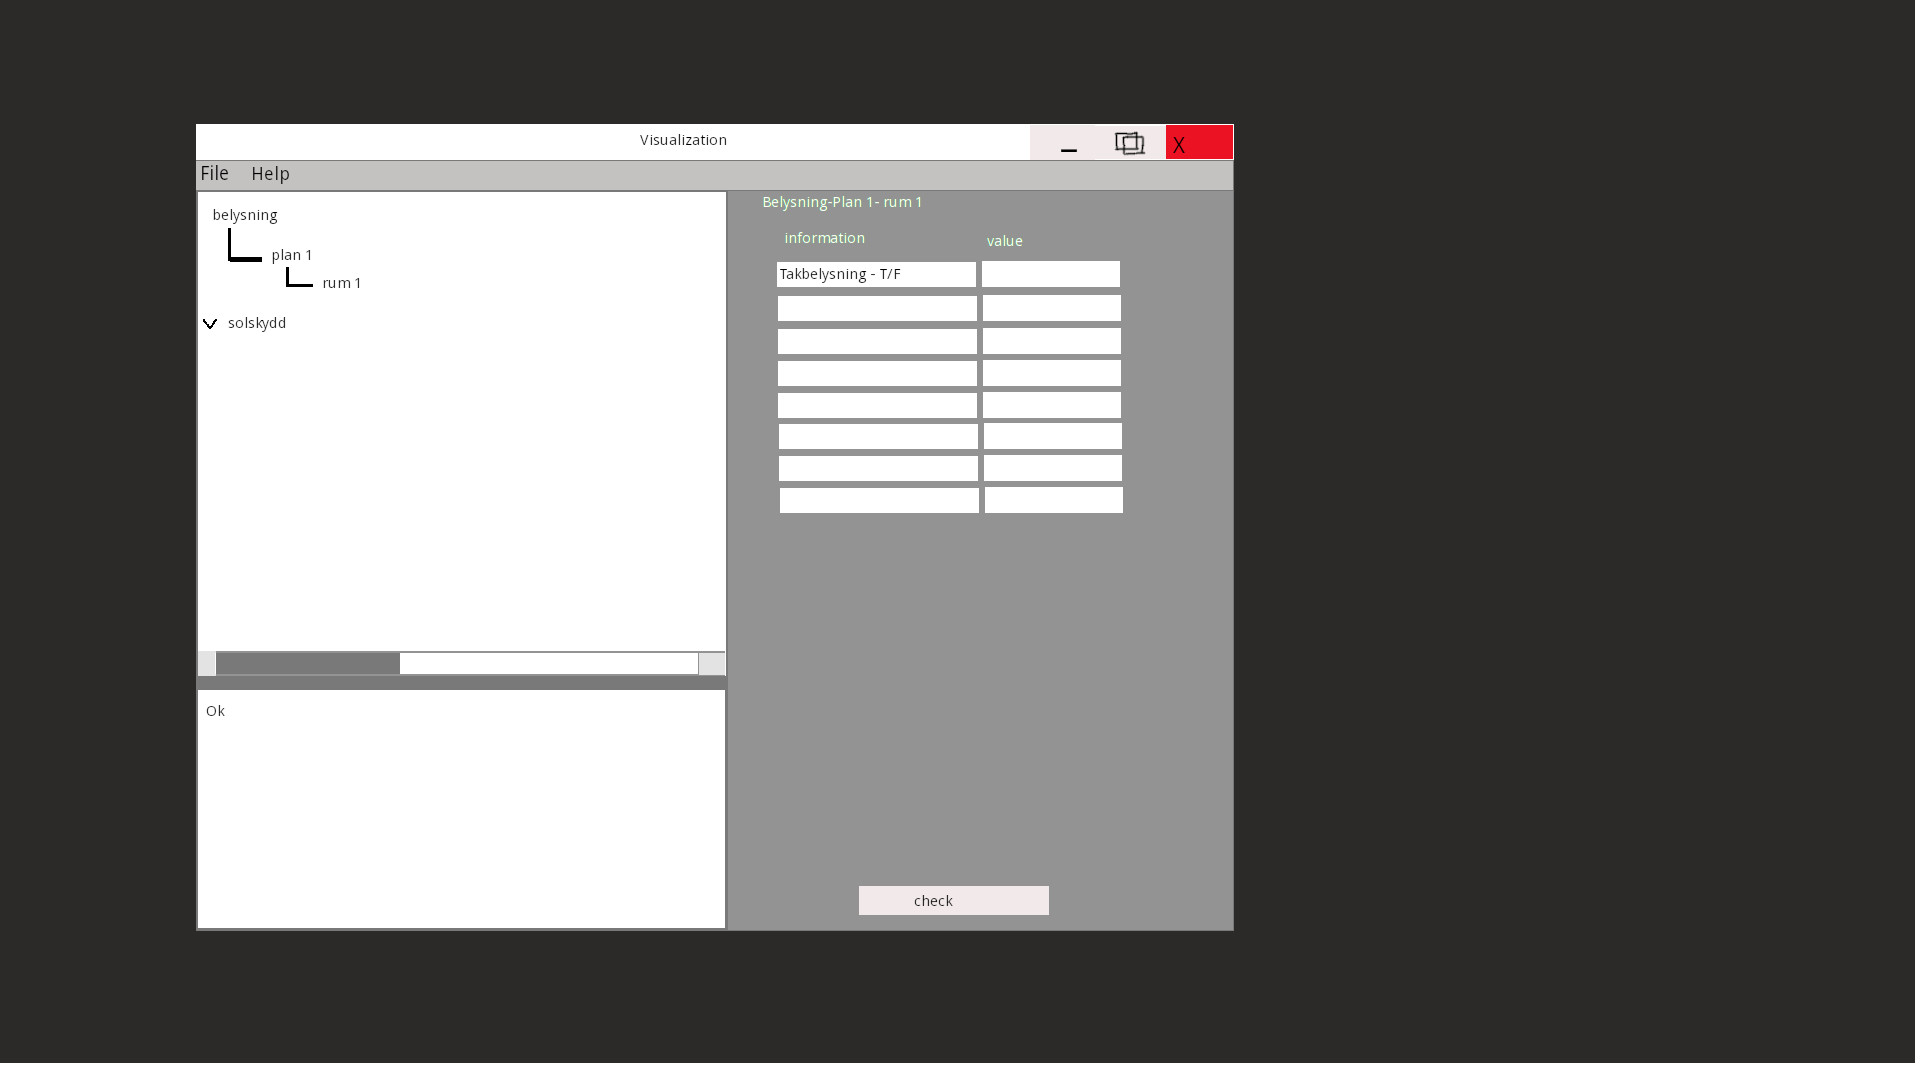 Visualization
X
File Help
belysning
plan 1
rum 1
solskydd
Ok
Belysning-Plan 1- rum 1
information value
Takbelysning - T/F
check